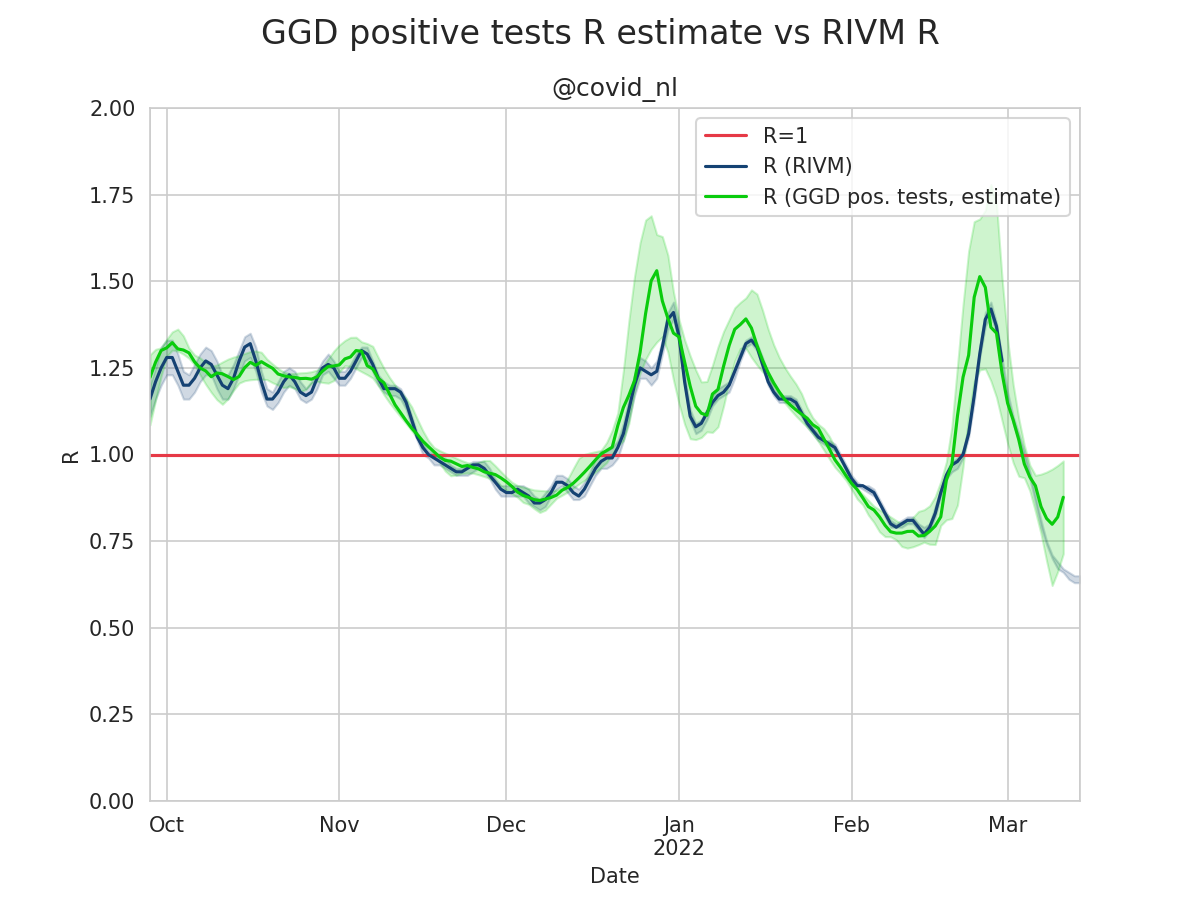 GGD positive tests R estimate vs RIVM R
@covid_nl
R=1
R (RIVM)
R (GGD pos. tests, estimate)
2.00
1.75
1.50
1.25
1.00
0.75
0.50
0.25
0.00
R
Oct Nov Dec Jan Feb Mar
2022
Date